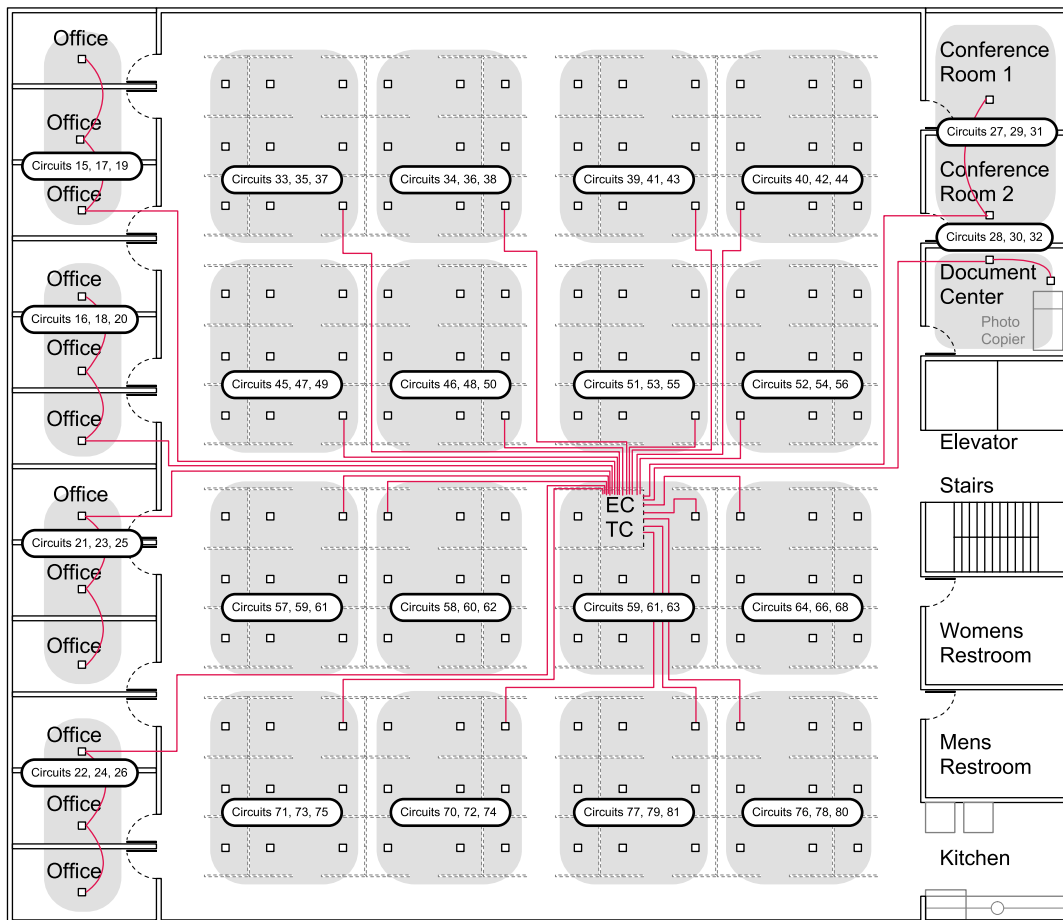 Office
Conference
Room 1
Office
Circuits 27, 29, 31
Circuits 15, 17, 19
Circuits 33, 35, 37
Circuits 34, 36, 38
Circuits 39, 41, 43
Circuits 40, 42, 44
Conference
Room 2
Office
Circuits 28, 30, 32
Document
Center
Office
Circuits 16, 18, 20
Photo
Copier
Office
Circuits 45, 47, 49
Circuits 46, 48, 50
Circuits 51, 53, 55
Circuits 52, 54, 56
Office
Elevator
Stairs
Office
EC
TC
Circuits 21, 23, 25
Office
Circuits 57, 59, 61
Circuits 58, 60, 62
Circuits 59, 61, 63
Circuits 64, 66, 68
Womens
Restroom
Office
Office
Mens
Restroom
Circuits 22, 24, 26
Office
Circuits 71, 73, 75
Circuits 70, 72, 74
Circuits 77, 79, 81
Circuits 76, 78, 80
Kitchen
Office